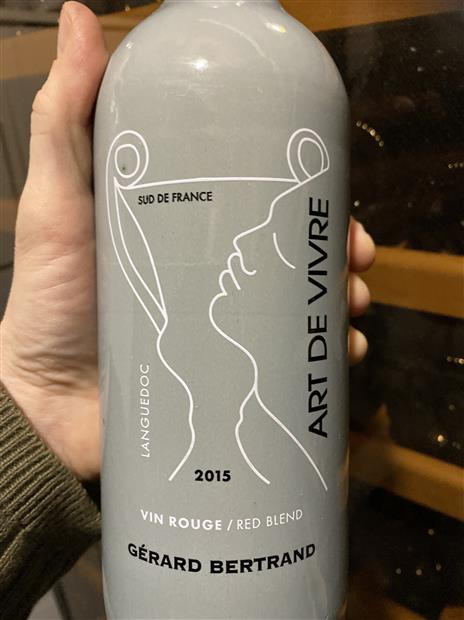 SUD DE FRANCE
ART DE VIVRE
LANGUEDOC
2015
VIN ROUGE / RED BLEND
GÉRARD BERTRAND